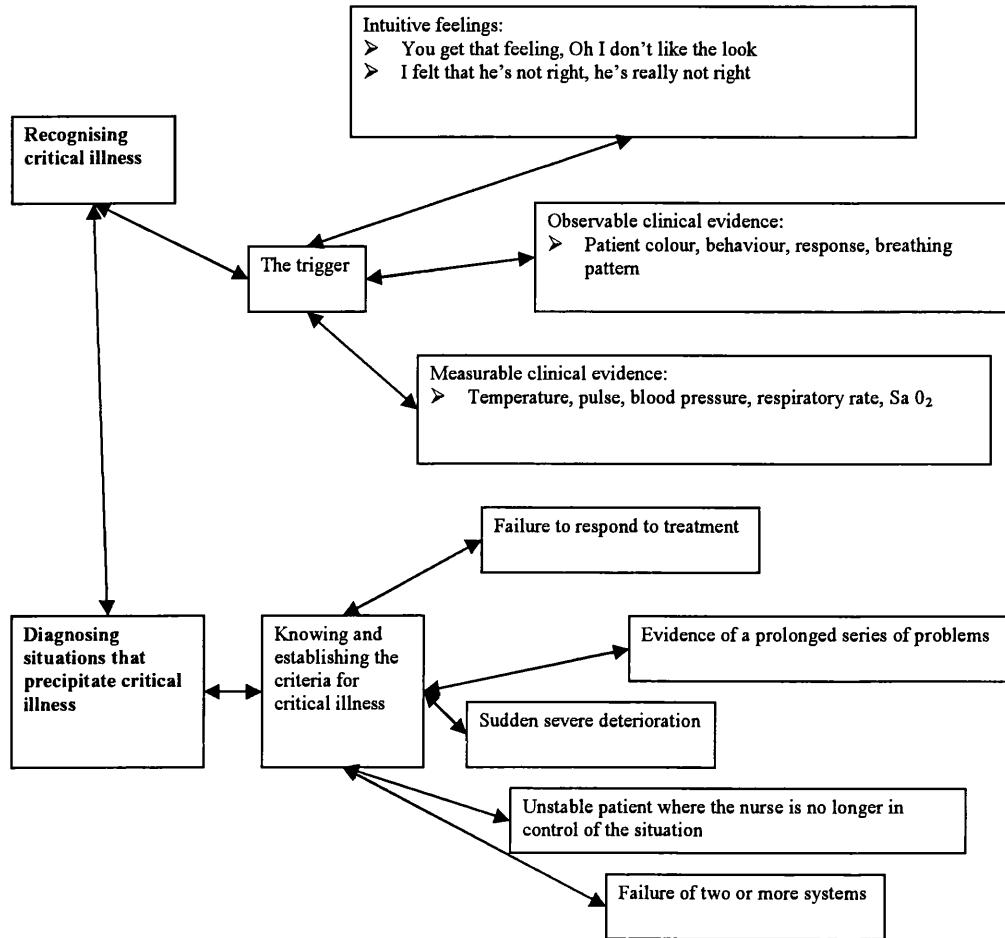 Intuitive feelings:
➢ You get that feeling, Oh I don't like the look
➢ I felt that he's not right, he's really not right
Recognising
critical illness
Observable clinical evidence:
➢ Patient colour, behaviour, response, breathing
pattern
The trigger
Measurable clinical evidence:
➢ Temperature, pulse, blood pressure, respiratory rate, Sa 0₂
Failure to respond to treatment
Diagnosing
situations that
precipitate critical
illness
Knowing and
establishing the
criteria for
critical illness
Evidence of a prolonged series of problems
Sudden severe deterioration
Unstable patient where the nurse is no longer in
control of the situation
Failure of two or more systems